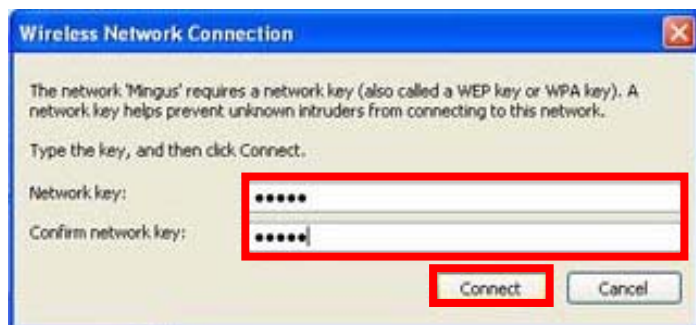 Wireless Network Connection
The network 'Mingus' requires a network key (also called a WEP key or WPA key). A
network key helps prevent unknown intruders from connecting to this network.
Type the key, and then click Connect.
Network key: •••••
Confirm network key: •••••
Connect Cancel